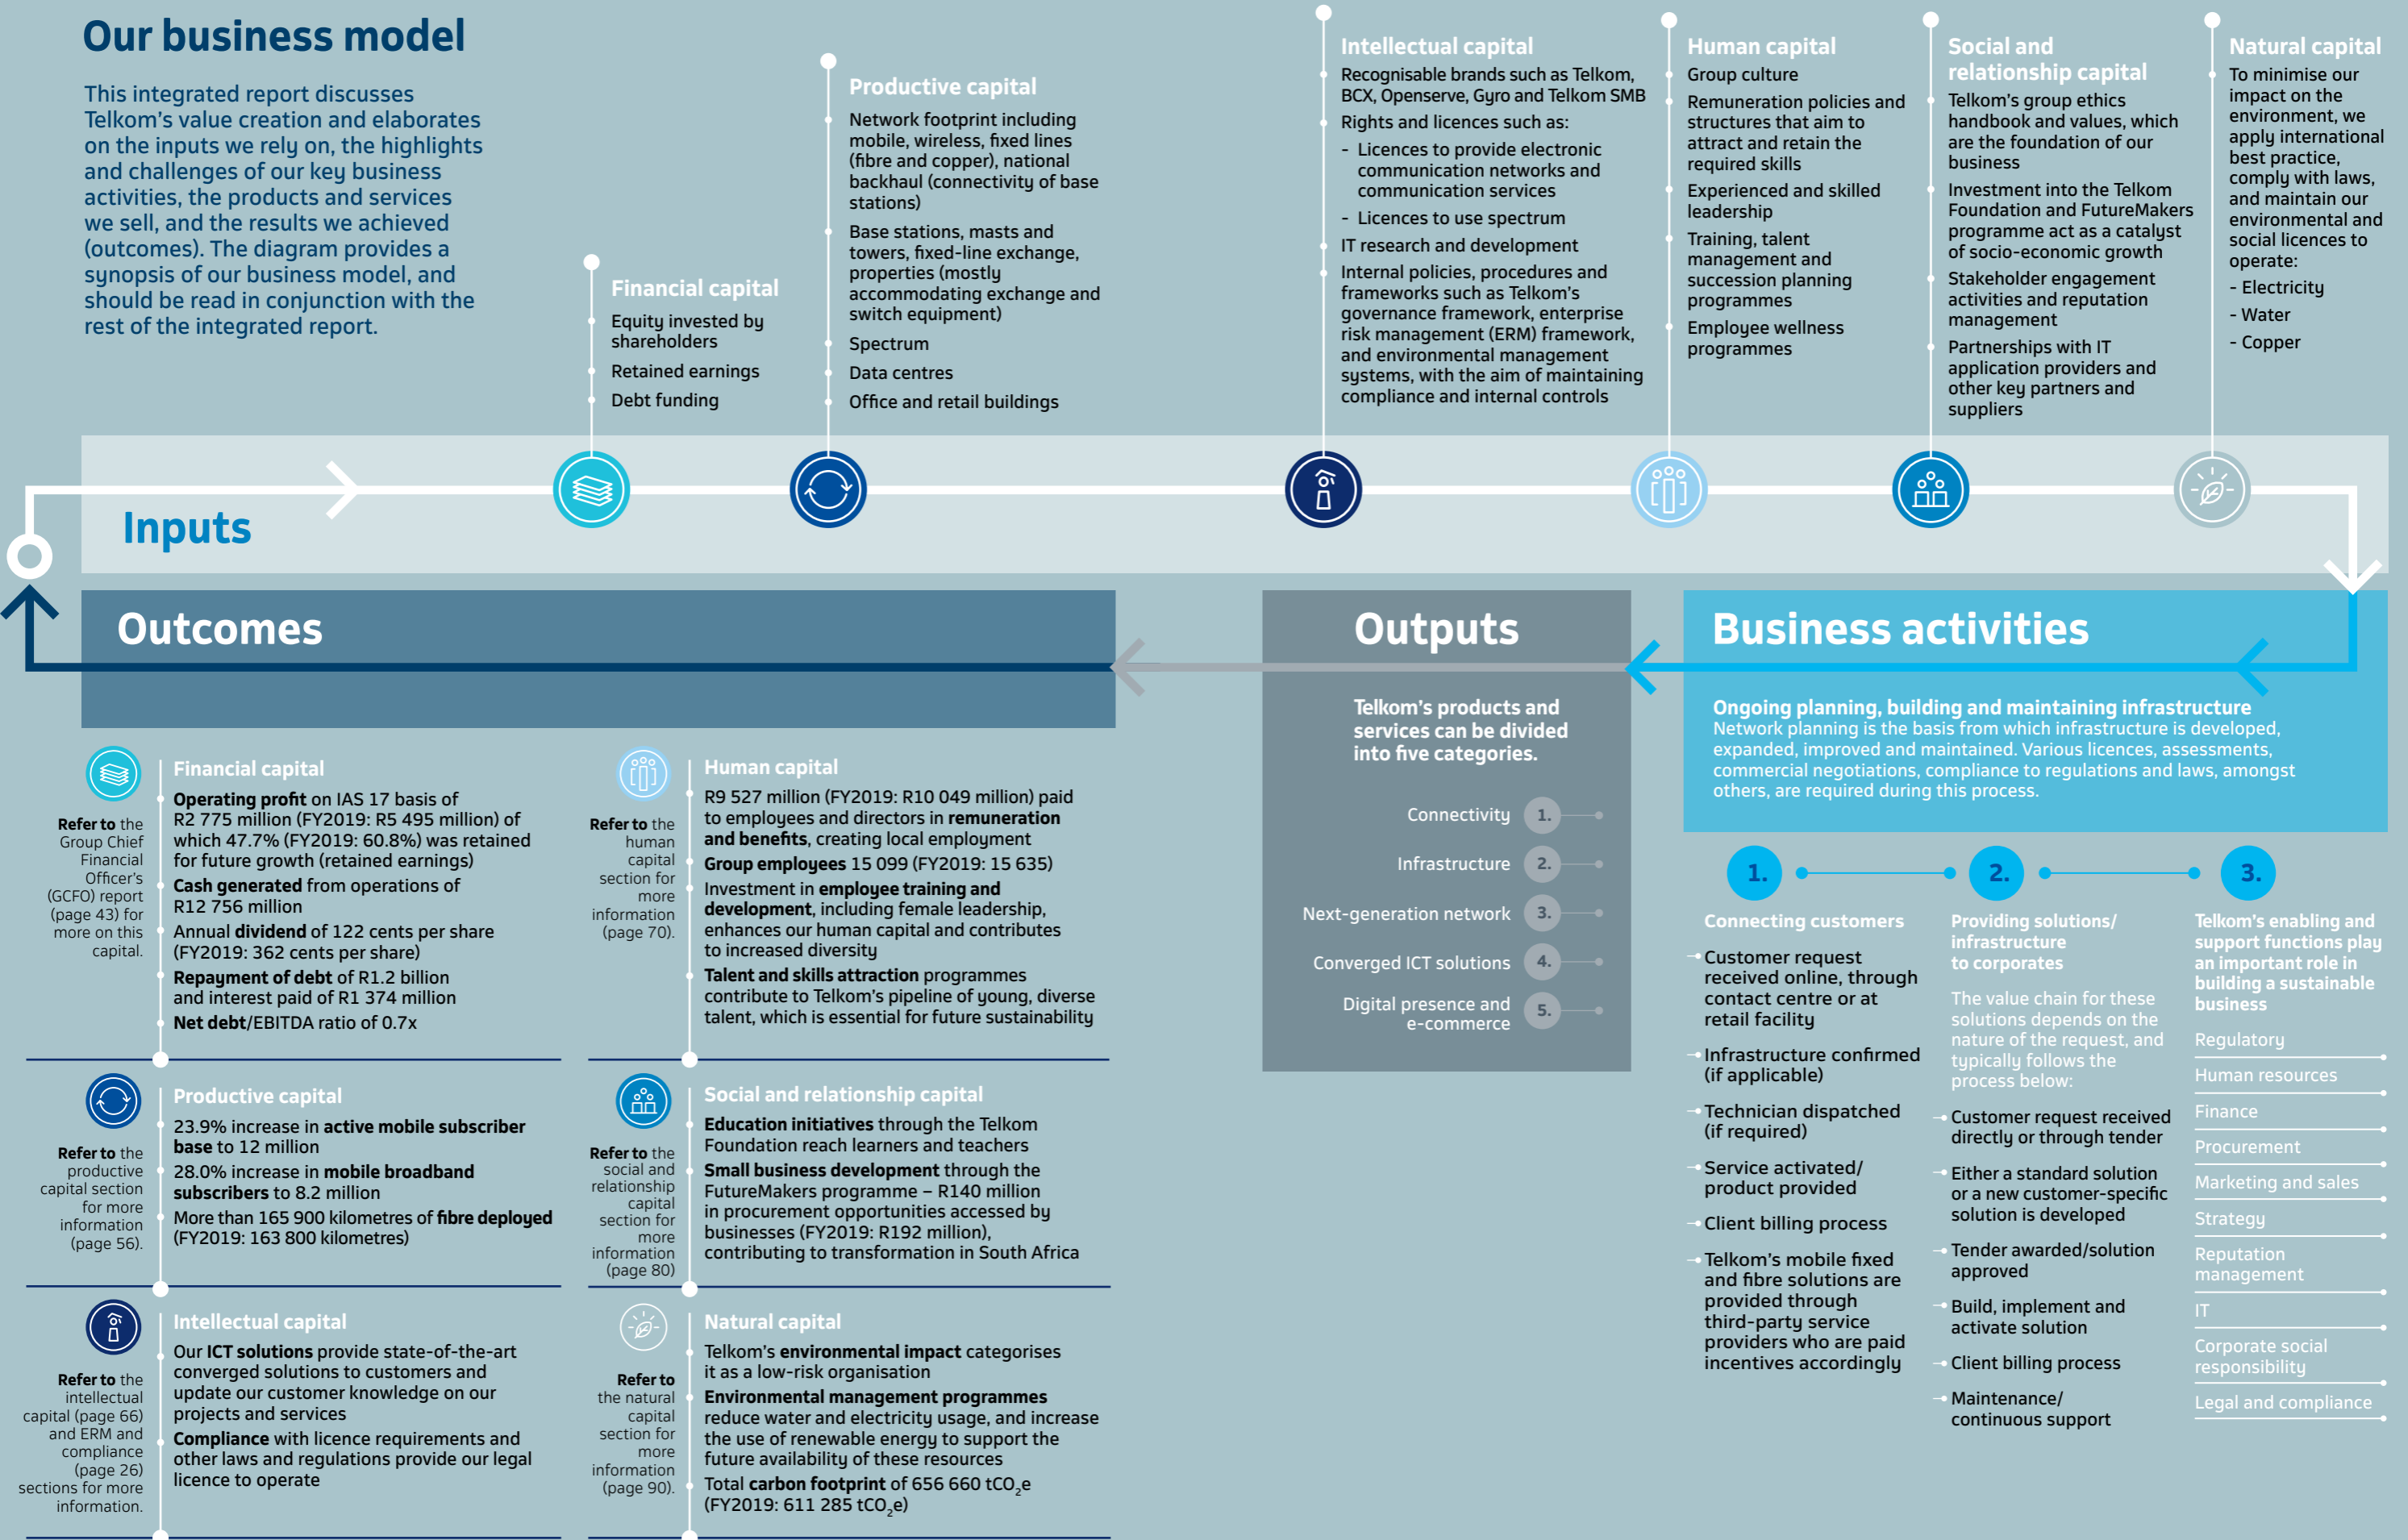 Our business model
This integrated report discusses
Telkom’s value creation and elaborates
on the inputs we rely on, the highlights
and challenges of our key business
activities, the products and services
we sell, and the results we achieved
(outcomes). The diagram provides a
synopsis of our business model, and
should be read in conjunction with the
rest of the integrated report.
Financial capital
Equity invested by
shareholders
Retained earnings
Debt funding
Productive capital
Network footprint including
mobile, wireless, fixed lines
(fibre and copper), national
backhaul (connectivity of base
stations)
Base stations, masts and
towers, fixed-line exchange,
properties (mostly
accommodating exchange and
switch equipment)
Spectrum
Data centres
Office and retail buildings
Intellectual capital
Recognisable brands such as Telkom,
BCX, Openserve, Gyro and Telkom SMB
Rights and licences such as:
- Licences to provide electronic
communication networks and
communication services
- Licences to use spectrum
IT research and development
Internal policies, procedures and
frameworks such as Telkom’s
governance framework, enterprise
risk management (ERM) framework,
and environmental management
systems, with the aim of maintaining
compliance and internal controls
Human capital
Group culture
Remuneration policies and
structures that aim to
attract and retain the
required skills
Experienced and skilled
leadership
Training, talent
management and
succession planning
programmes
Employee wellness
programmes
Social and
relationship capital
Telkom’s group ethics
handbook and values, which
are the foundation of our
business
Investment into the Telkom
Foundation and FutureMakers
programme act as a catalyst
of socio-economic growth
Stakeholder engagement
activities and reputation
management
Partnerships with IT
application providers and
other key partners and
suppliers
Natural capital
To minimise our
impact on the
environment, we
apply international
best practice,
comply with laws,
and maintain our
environmental and
social licences to
operate:
- Electricity
- Water
- Copper
Inputs
Outcomes
Refer to the
Group Chief
Financial
Officer’s
(GCFO) report
(page 43) for
more on this
capital.
Financial capital
Operating profit on IAS 17 basis of
R2 775 million (FY2019: R5 495 million) of
which 47.7% (FY2019: 60.8%) was retained
for future growth (retained earnings)
Cash generated from operations of
R12 756 million
Annual dividend of 122 cents per share
(FY2019: 362 cents per share)
Repayment of debt of R1.2 billion
and interest paid of R1 374 million
Net debt/EBITDA ratio of 0.7x
Refer to the
productive
capital section
for more
information
(page 56).
Productive capital
23.9% increase in active mobile subscriber
base to 12 million
28.0% increase in mobile broadband
subscribers to 8.2 million
More than 165 900 kilometres of fibre deployed
(FY2019: 163 800 kilometres)
Refer to the
intellectual
capital (page 66)
and ERM and
compliance
(page 26)
sections for more
information.
Intellectual capital
Our ICT solutions provide state-of-the-art
converged solutions to customers and
update our customer knowledge on our
projects and services
Compliance with licence requirements and
other laws and regulations provide our legal
licence to operate
Refer to the
human
capital
section for
more
information
(page 70).
Human capital
R9 527 million (FY2019: R10 049 million) paid
to employees and directors in remuneration
and benefits, creating local employment
Group employees 15 099 (FY2019: 15 635)
Investment in employee training and
development, including female leadership,
enhances our human capital and contributes
to increased diversity
Talent and skills attraction programmes
contribute to Telkom’s pipeline of young, diverse
talent, which is essential for future sustainability
Refer to the
social and
relationship
capital
section for
more
information
(page 80)
Social and relationship capital
Education initiatives through the Telkom
Foundation reach learners and teachers
Small business development through the
FutureMakers programme – R140 million
in procurement opportunities accessed by
businesses (FY2019: R192 million),
contributing to transformation in South Africa
Refer to
the natural
capital
section for
more
information
(page 90).
Natural capital
Telkom’s environmental impact categorises
it as a low-risk organisation
Environmental management programmes
reduce water and electricity usage, and increase
the use of renewable energy to support the
future availability of these resources
Total carbon footprint of 656 660 tCO2e
(FY2019: 611 285 tCO2e)
Outputs
Telkom’s products and
services can be divided
into five categories.
Connectivity 1.
Infrastructure 2.
Next-generation network 3.
Converged ICT solutions 4.
Digital presence and
e-commerce 5.
Business activities
Ongoing planning, building and maintaining infrastructure
Network planning is the basis from which infrastructure is developed,
expanded, improved and maintained. Various licences, assessments,
commercial negotiations, compliance to regulations and laws, amongst
others, are required during this process.
1.
Connecting customers
Customer request
received online, through
contact centre or at
retail facility
Infrastructure confirmed
(if applicable)
Technician dispatched
(if required)
Service activated/
product provided
Client billing process
Telkom’s mobile fixed
and fibre solutions are
provided through
third-party service
providers who are paid
incentives accordingly
2.
Providing solutions/
infrastructure
to corporates
The value chain for these
solutions depends on the
nature of the request, and
typically follows the
process below:
Customer request received
directly or through tender
Either a standard solution
or a new customer-specific
solution is developed
Tender awarded/solution
approved
Build, implement and
activate solution
Client billing process
Maintenance/
continuous support
3.
Telkom’s enabling and
support functions play
an important role in
building a sustainable
business
Regulatory
Human resources
Finance
Procurement
Marketing and sales
Strategy
Reputation
management
IT
Corporate social
responsibility
Legal and compliance